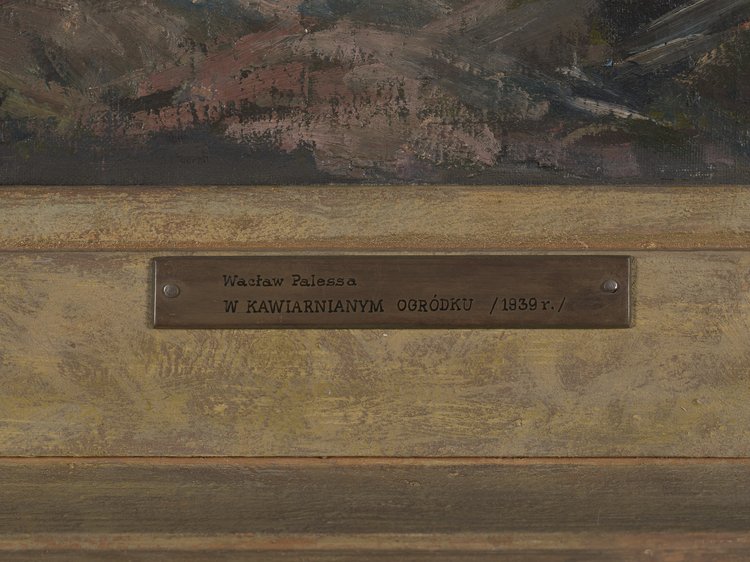 Wacław Palessa
W KAWIARNIANYM OGRÓDKU /1939 r./